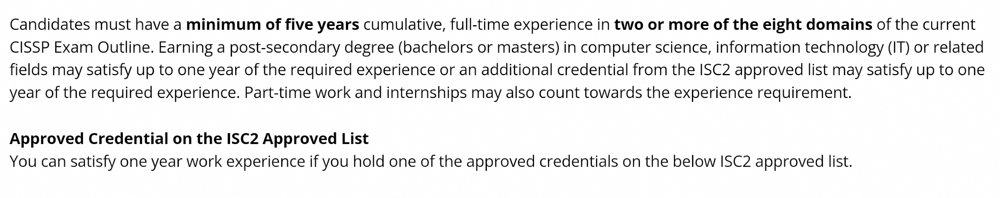 Candidates must have a minimum of five years cumulative, full-time experience in two or more of the eight domains of the current
CISSP Exam Outline. Earning a post-secondary degree (bachelors or masters) in computer science, information technology (IT) or related
fields may satisfy up to one year of the required experience or an additional credential from the ISC2 approved list may satisfy up to one
year of the required experience. Part-time work and internships may also count towards the experience requirement.
Approved Credential on the ISC2 Approved List
You can satisfy one year work experience if you hold one of the approved credentials on the below ISC2 approved list.